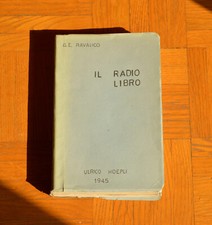 G.E. RAVALICO
IL RADIO
LIBRO
ULRICO HOEPLI
1945